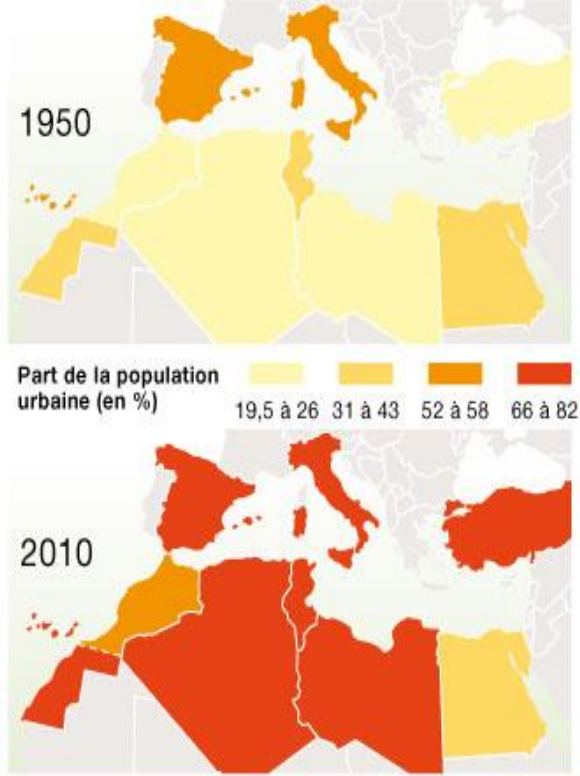 1950
Part de la population
urbaine (en %)
19,5 à 26 31 à 43 52 à 58 66 à 82
2010